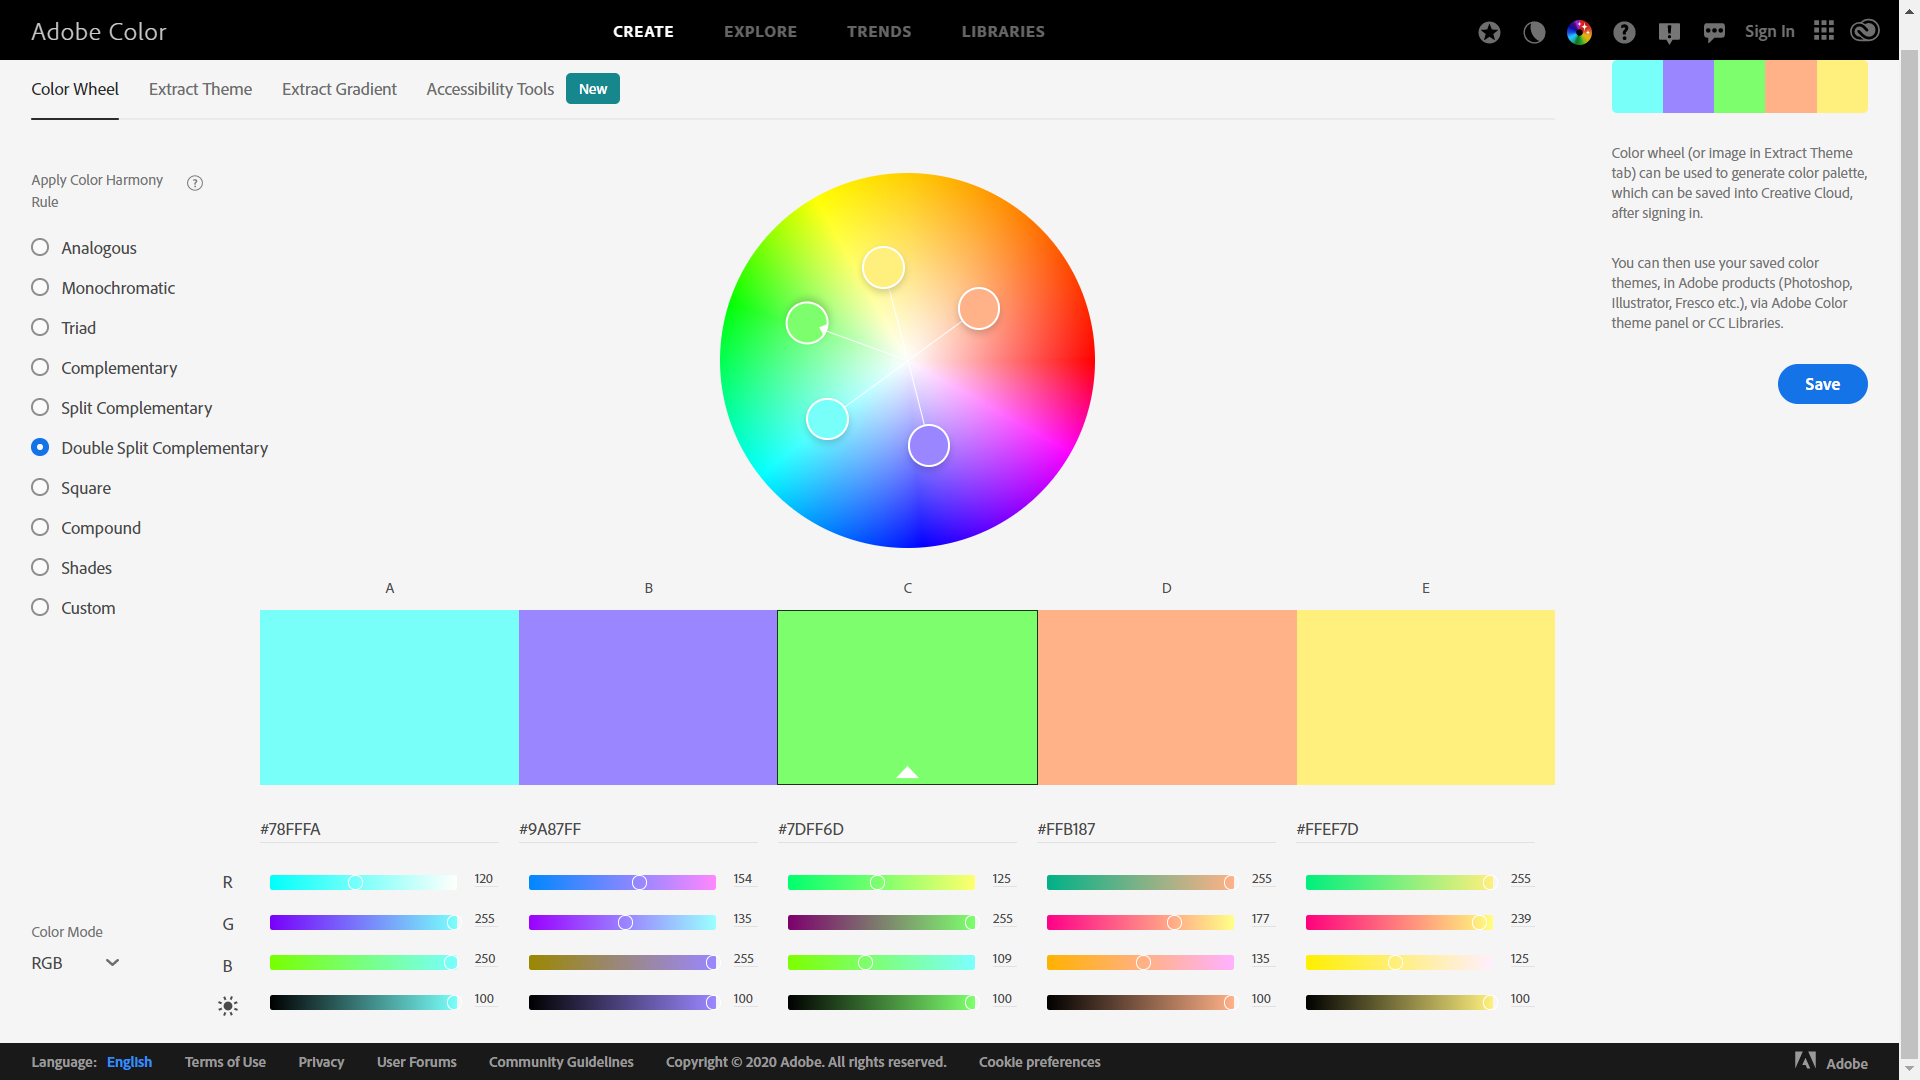 Adobe Color
CREATE EXPLORE TRENDS LIBRARIES
Sign In
Color Wheel Extract Theme Extract Gradient Accessibility Tools New
Color wheel (or image in Extract Theme
tab) can be used to generate color palette,
which can be saved into Creative Cloud,
after signing in.
You can then use your saved color
themes, in Adobe products (Photoshop,
Illustrator, Fresco etc.), via Adobe Color
theme panel or CC Libraries.
Save
Apply Color Harmony
Rule
?
Analogous
Monochromatic
Triad
Complementary
Split Complementary
Double Split Complementary
Square
Compound
Shades
Custom
A B C D E
#78FFFA #9A87FF #7DFF6D #FFB187 #FFEF7D
R 120 154 125 255 255
G 255 135 255 177 239
B 250 255 109 135 125
100 100 100 100 100
Color Mode
RGB
Language: English Terms of Use Privacy User Forums Community Guidelines Copyright © 2020 Adobe. All rights reserved. Cookie preferences Adobe